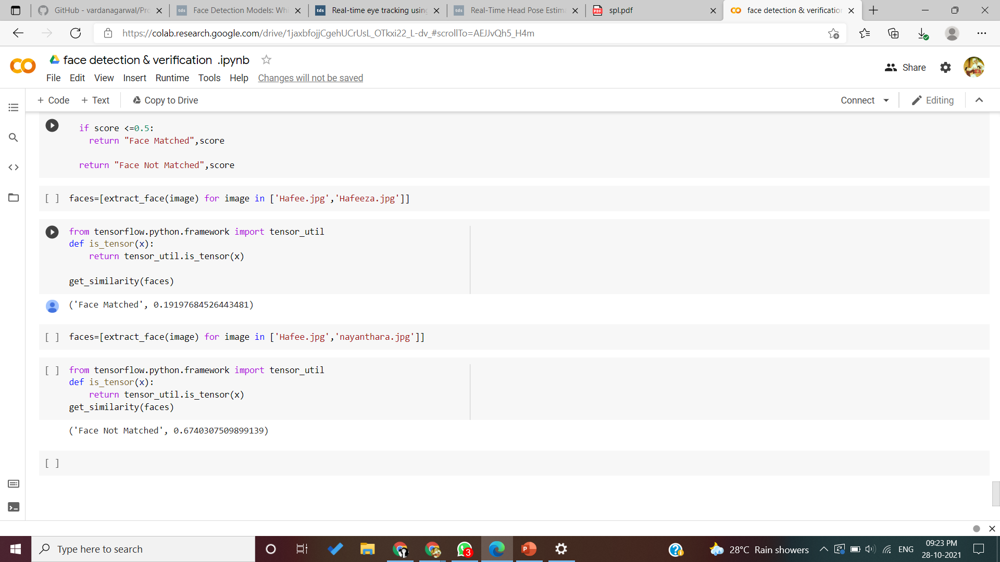 GitHub - vardanagarwal/Pro
Face Detection Models: Whi
Real-time eye tracking using
Real-Time Head Pose Estima
spl.pdf
face detection & verification
https://colab.research.google.com/drive/1jaxbfojjCgehUCrUsL_OTkxi22_L-dv_#scrollTo=AEJJvQh5_H4m
face detection & verification .ipynb
File Edit View Insert Runtime Tools Help Changes will not be saved
Share
+ Code + Text Copy to Drive
Connect
Editing
if score <=0.5:
return "Face Matched",score
return "Face Not Matched",score
[ ] faces=[extract_face(image) for image in ['Hafee.jpg','Hafeeza.jpg']]
from tensorflow.python.framework import tensor_util
def is_tensor(x):
return tensor_util.is_tensor(x)
get_similarity(faces)
('Face Matched', 0.19197684526443481)
[ ] faces=[extract_face(image) for image in ['Hafee.jpg','nayanthara.jpg']]
[ ] from tensorflow.python.framework import tensor_util
def is_tensor(x):
return tensor_util.is_tensor(x)
get_similarity(faces)
('Face Not Matched', 0.6740307509899139)
[ ]
Type here to search
3
28°C Rain showers
ENG
09:23 PM
28-10-2021